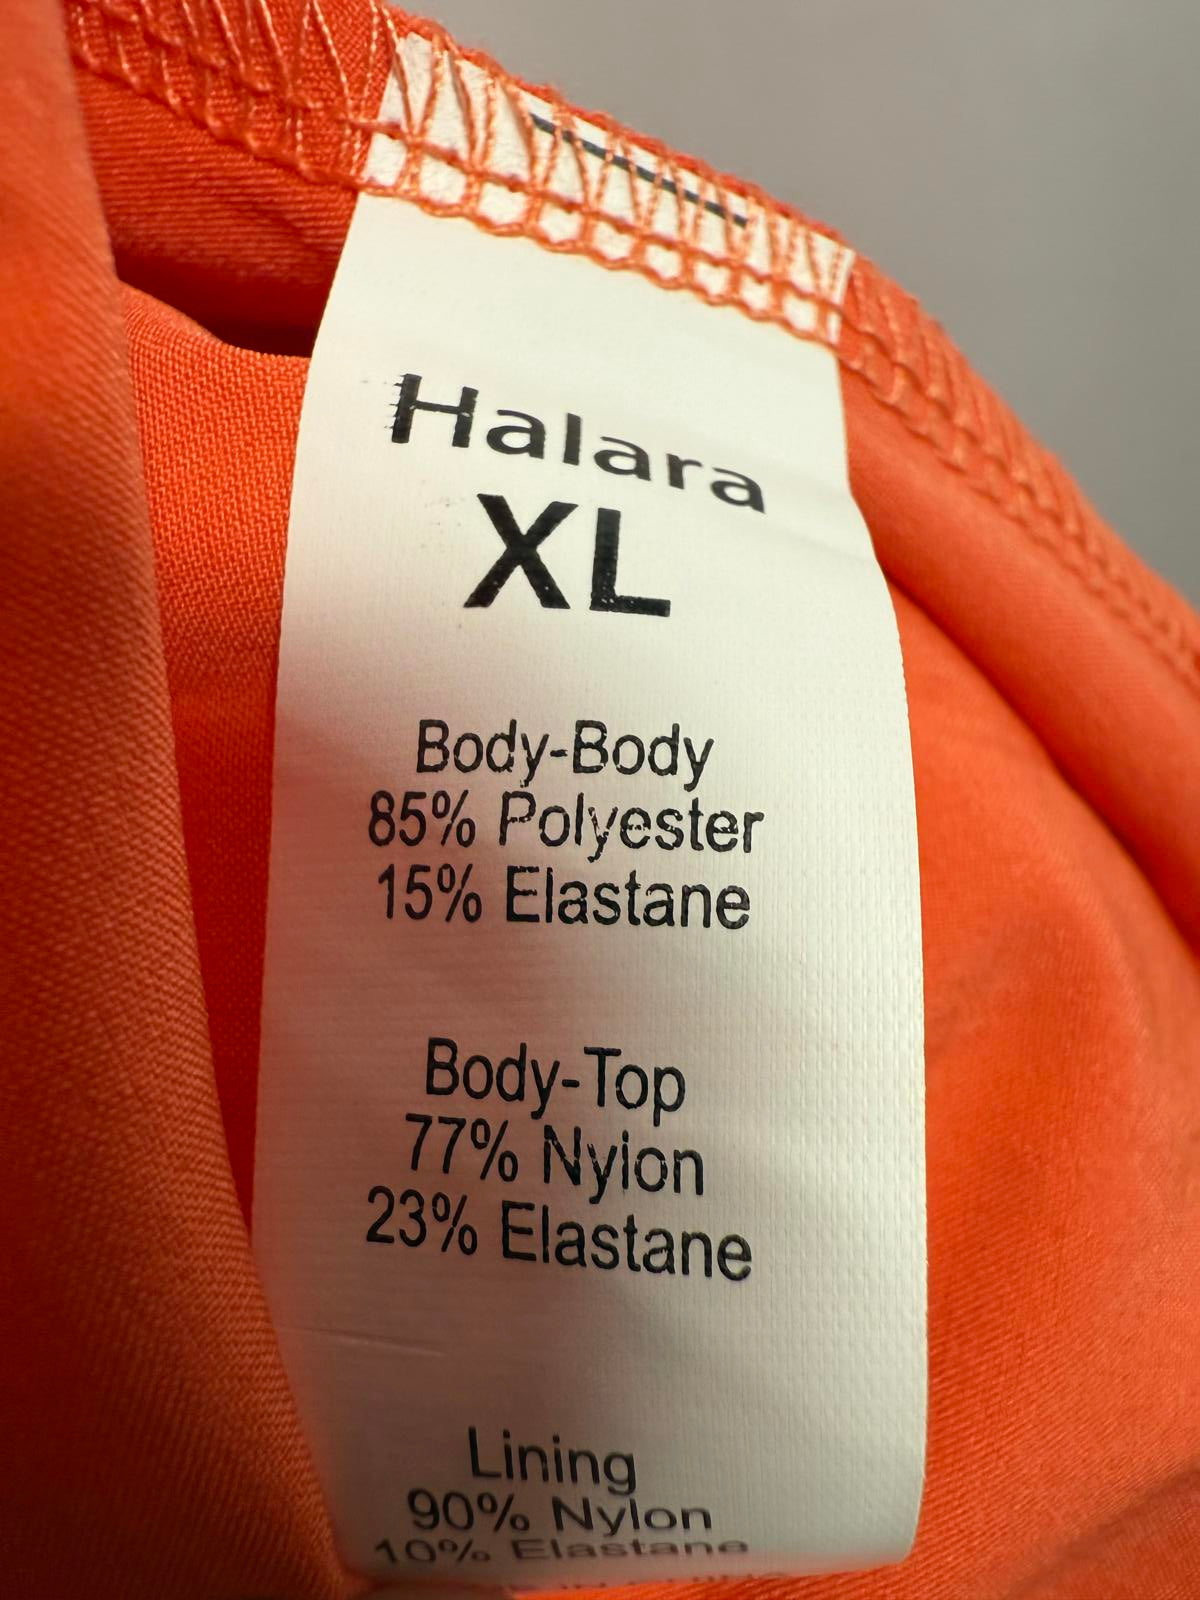 Halara
XL
Body-Body
85% Polyester
15% Elastane
Body-Top
77% Nylon
23% Elastane
Lining
90% Nylon
10% Elastane